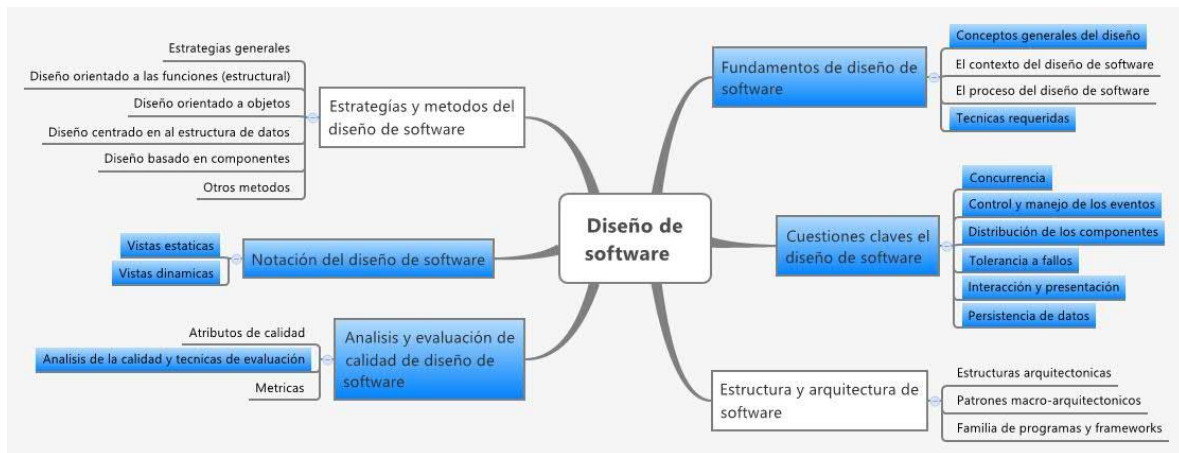 Diseño de
software
Fundamentos de diseño de
software
Conceptos generales del diseño
El contexto del diseño de software
El proceso del diseño de software
Tecnicas requeridas
Cuestiones claves el
diseño de software
Concurrencia
Control y manejo de los eventos
Distribución de los componentes
Tolerancia a fallos
Interacción y presentación
Persistencia de datos
Estructura y arquitectura de
software
Estructuras arquitectonicas
Patrones macro-arquitectonicos
Familia de programas y frameworks
Estrategías y metodos del
diseño de software
Estrategias generales
Diseño orientado a las funciones (estructural)
Diseño orientado a objetos
Diseño centrado en al estructura de datos
Diseño basado en componentes
Otros metodos
Notación del diseño de software
Vistas estaticas
Vistas dinamicas
Analisis y evaluación de
calidad de diseño de
software
Atributos de calidad
Analisis de la calidad y tecnicas de evaluación
Metricas